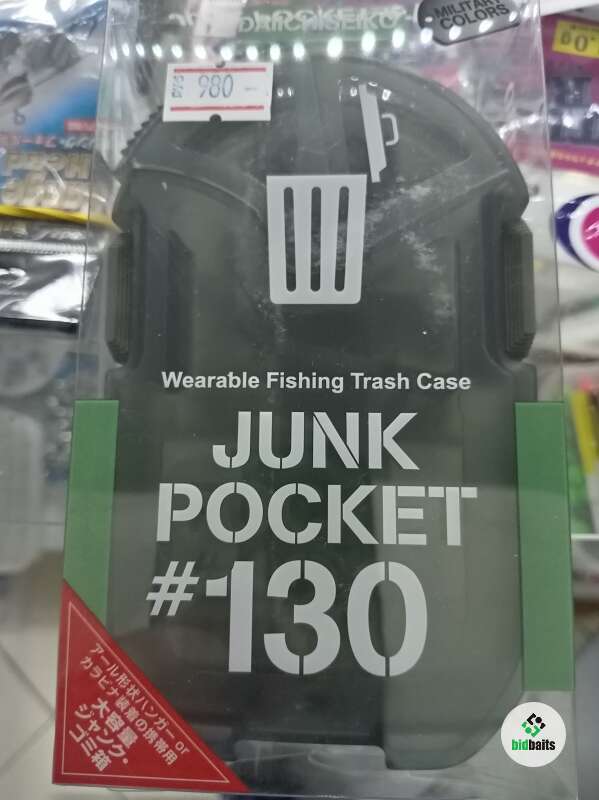 DAIICHISEIKO
MILITARY
COLORS
980
Wearable Fishing Trash Case
JUNK
POCKET
#130
アール形状ハンガー or
カラビナ装着の携帯用
大容量
ジャンク・
ゴミ箱
bidbaits